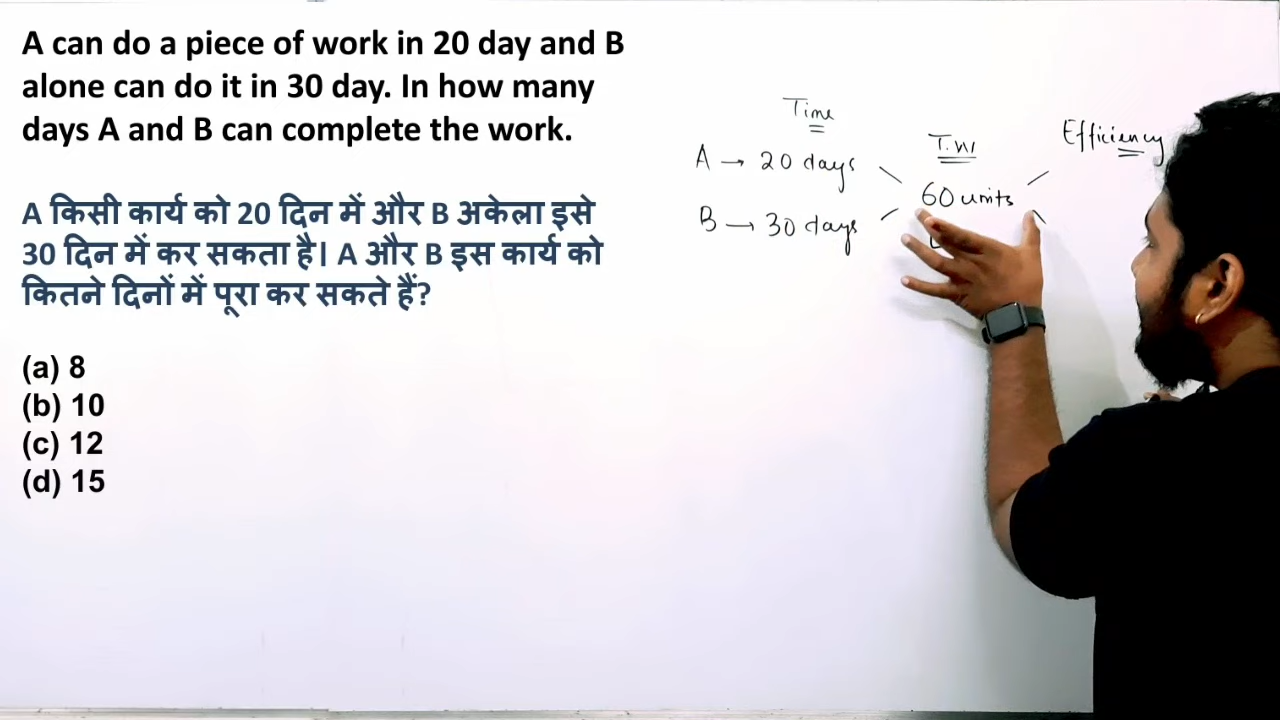 A can do a piece of work in 20 day and B
alone can do it in 30 day. In how many
days A and B can complete the work.
A किसी कार्य को 20 दिन में और B अकेला इसे
30 दिन में कर सकता है। A और B इस कार्य को
कितने दिनों में पूरा कर सकते हैं?
(a) 8
(b) 10
(c) 12
(d) 15
Time
T.W
Efficiency
A → 20 days
60 units
B → 30 days